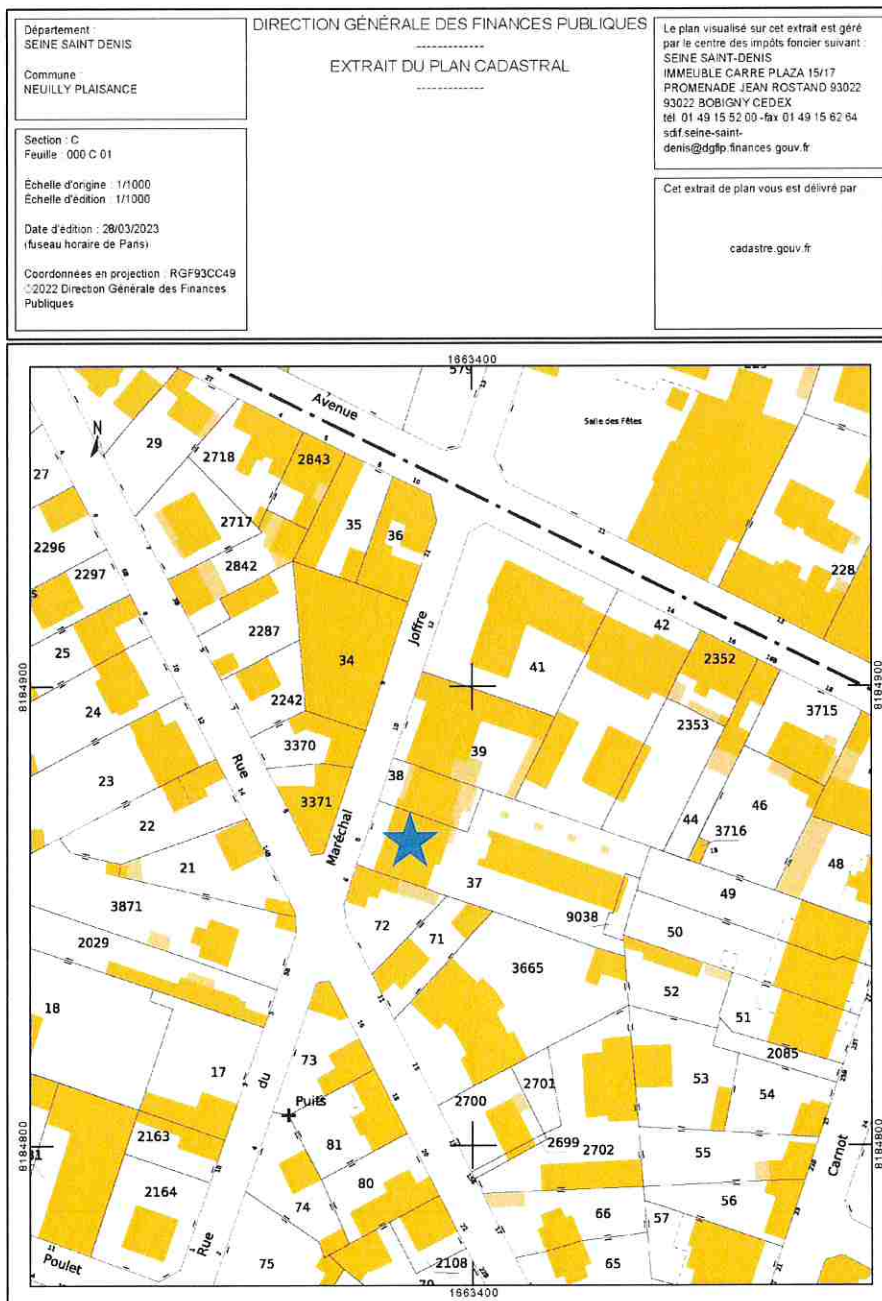 Département :
SEINE SAINT DENIS
Commune :
NEUILLY PLAISANCE
Section : C
Feuille : 000 C 01
Échelle d'origine : 1/1000
Échelle d'édition : 1/1000
Date d'édition : 28/03/2023
(fuseau horaire de Paris)
Coordonnées en projection : RGF93CC49
©2022 Direction Générale des Finances
Publiques
DIRECTION GÉNÉRALE DES FINANCES PUBLIQUES
-------------
EXTRAIT DU PLAN CADASTRAL
-------------
Le plan visualisé sur cet extrait est géré
par le centre des impôts foncier suivant :
SEINE SAINT-DENIS
IMMEUBLE CARRE PLAZA 15/17
PROMENADE JEAN ROSTAND 93022
93022 BOBIGNY CEDEX
tél. 01 49 15 52 00 -fax 01 49 15 62 64
sdif.seine-saint-
denis@dgfip.finances.gouv.fr
Cet extrait de plan vous est délivré par
cadastre.gouv.fr
1663400
579
Avenue
Salle des Fêtes
N
29
2718
2843
27
35
36
2717
2296
2842
2297
228
Joffre
42
34
2287
41
25
2352
8184900
8184900
2242
3715
24
2353
3370
39
Rue
38
23
3371
46
44
3716
22
Maréchal
48
21
37
49
3871
9038
50
72
71
2029
3665
52
18
51
2085
17
du
73
53
54
Puits
2700
2701
8184800
8184800
2163
81
2699
2702
55
Carnot
80
2164
74
56
66
57
Rue
Poulet
75
2108
65
1663400